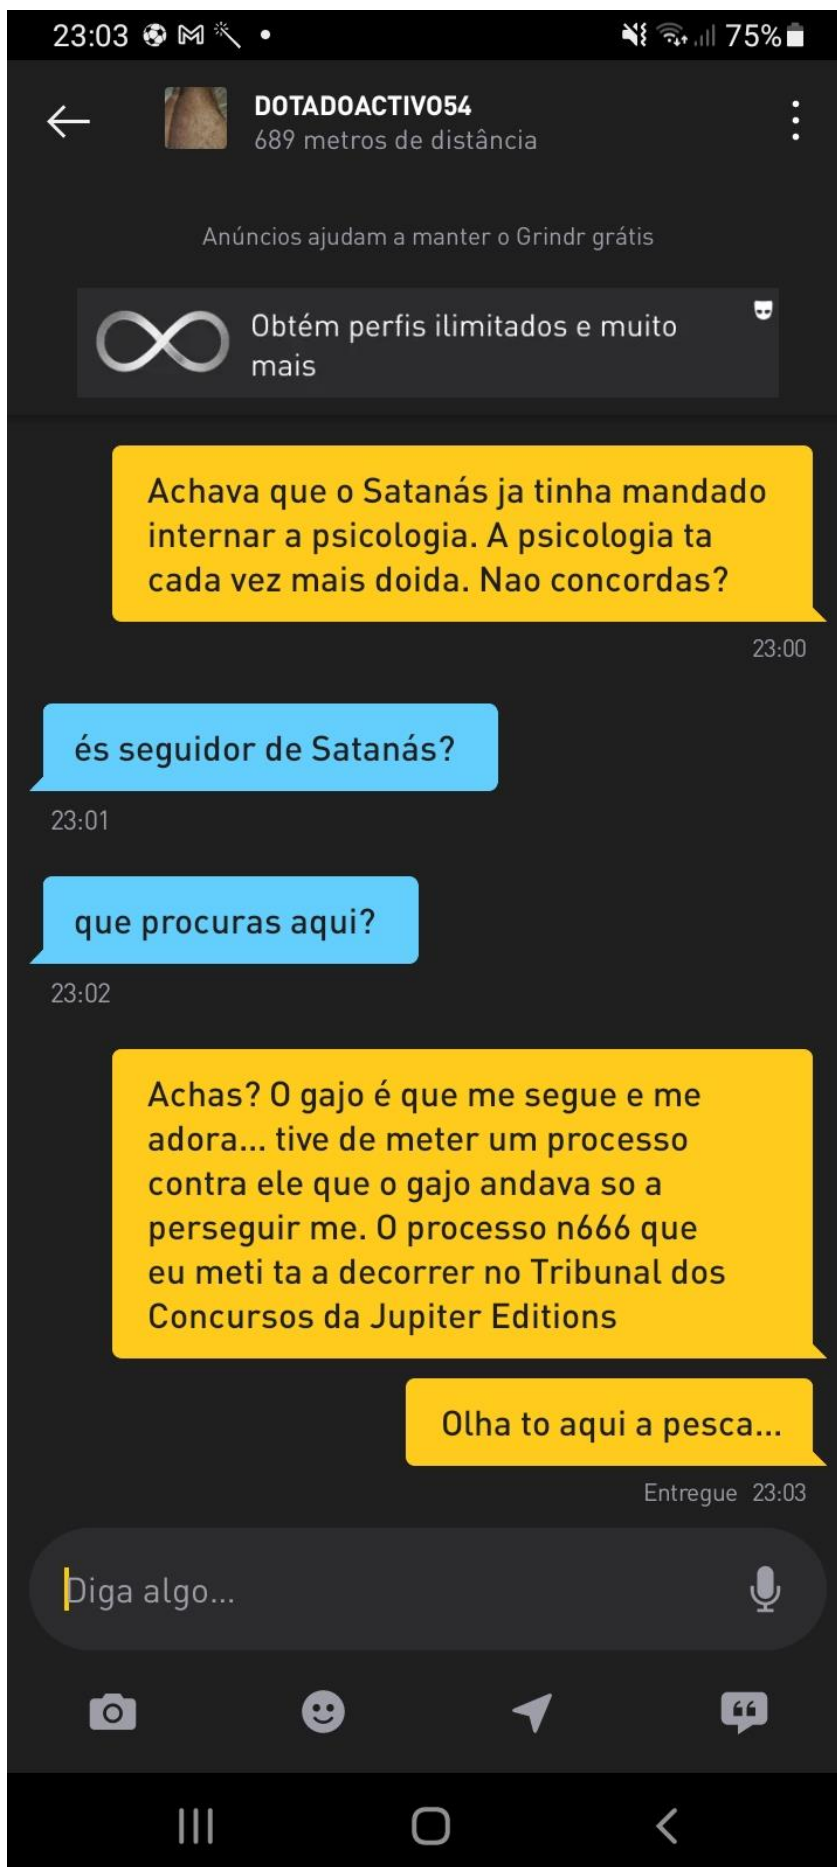 23:03
75%
DOTADOACTIVO54
689 metros de distância
Anúncios ajudam a manter o Grindr grátis
Obtém perfis ilimitados e muito
mais
Achava que o Satanás ja tinha mandado
internar a psicologia. A psicologia ta
cada vez mais doida. Nao concordas?
23:00
és seguidor de Satanás?
23:01
que procuras aqui?
23:02
Achas? O gajo é que me segue e me
adora... tive de meter um processo
contra ele que o gajo andava so a
perseguir me. O processo n666 que
eu meti ta a decorrer no Tribunal dos
Concursos da Jupiter Editions
Olha to aqui a pesca...
Entregue 23:03
Diga algo...